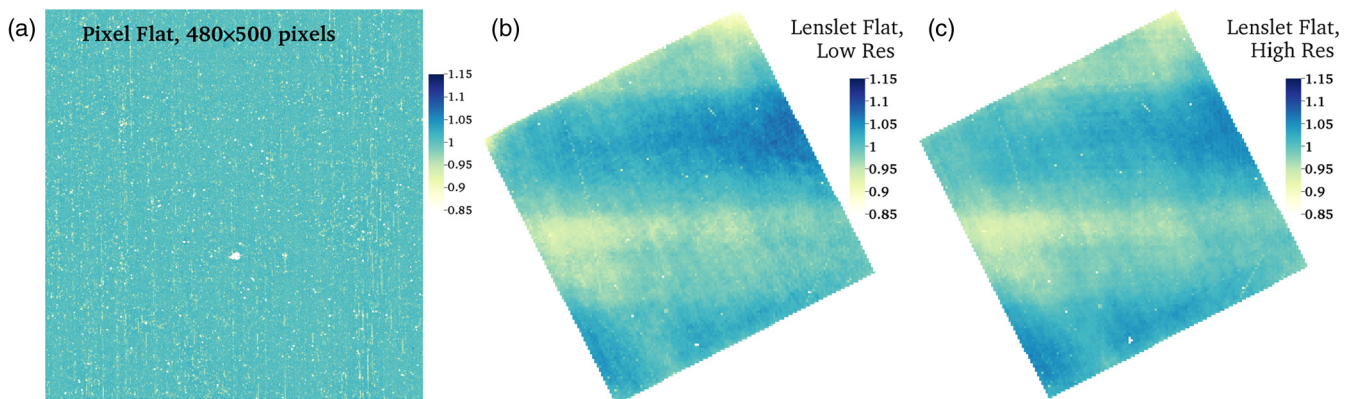 (a)
Pixel Flat, 480×500 pixels
1.15
1.1
1.05
1
0.95
0.9
0.85
(b)
Lenslet Flat,
Low Res
1.15
1.1
1.05
1
0.95
0.9
0.85
(c)
Lenslet Flat,
High Res
1.15
1.1
1.05
1
0.95
0.9
0.85